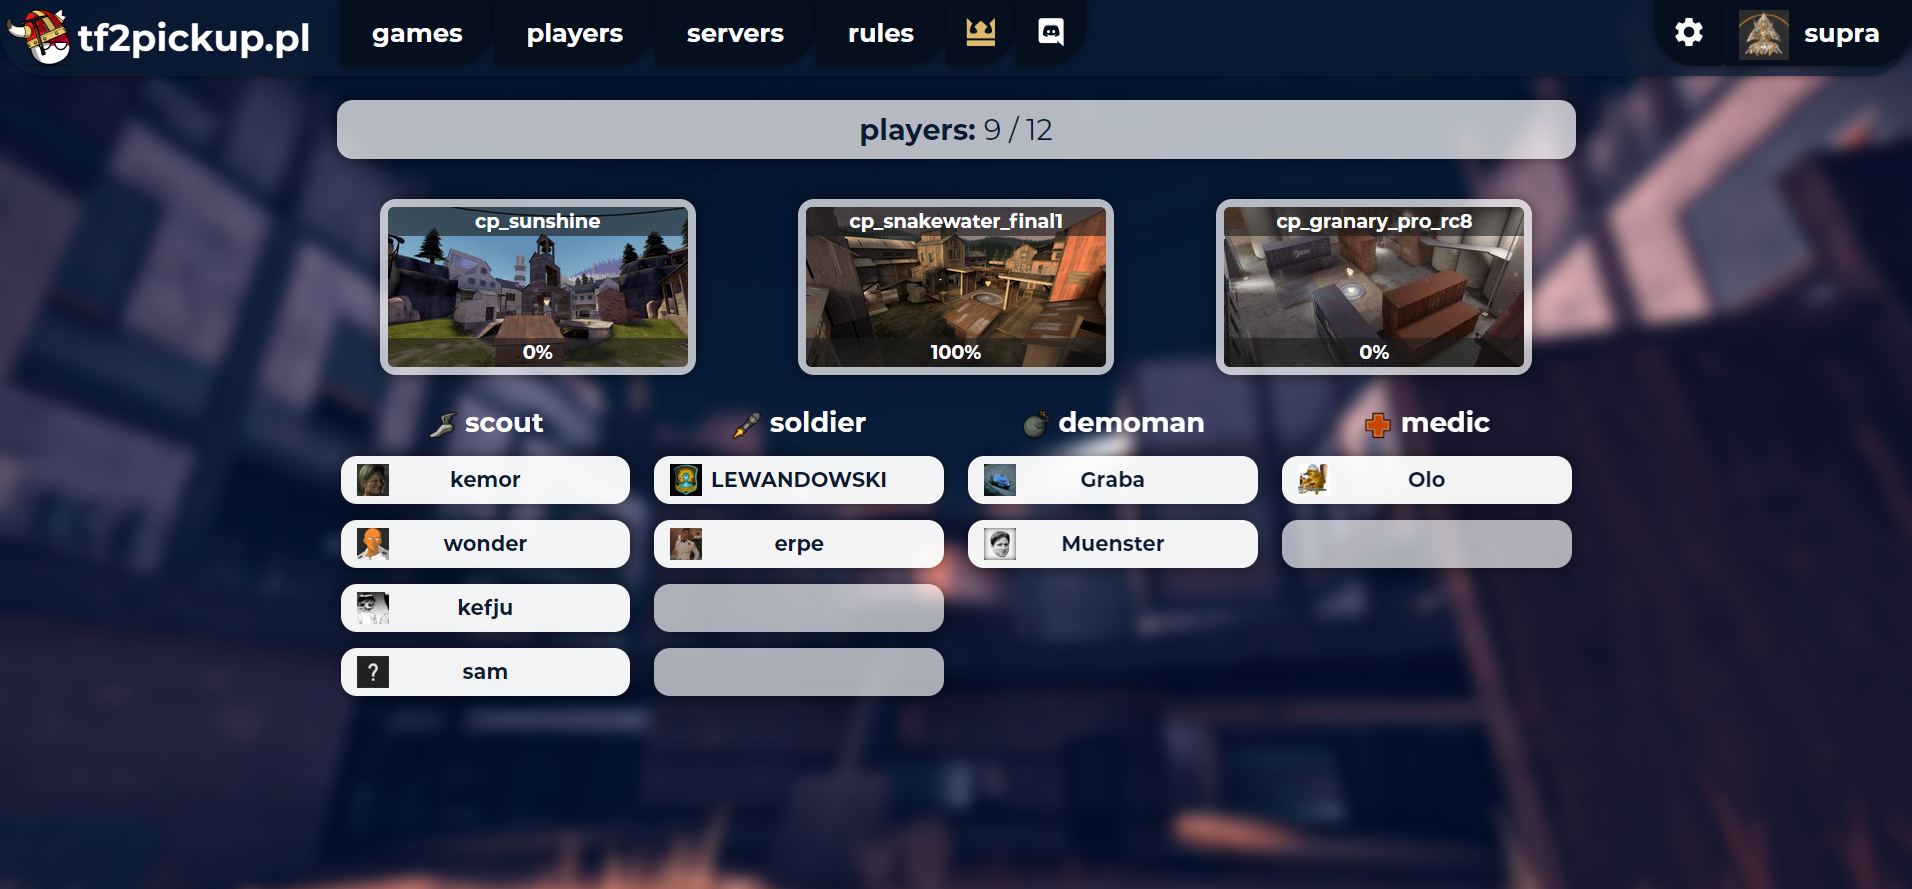 tf2pickup.pl
games
players
servers
rules
supra
players: 9 / 12
cp_sunshine
0%
cp_snakewater_final1
100%
cp_granary_pro_rc8
0%
scout
kemor
wonder
kefju
? sam
soldier
LEWANDOWSKI
erpe
demoman
Graba
Muenster
medic
Olo